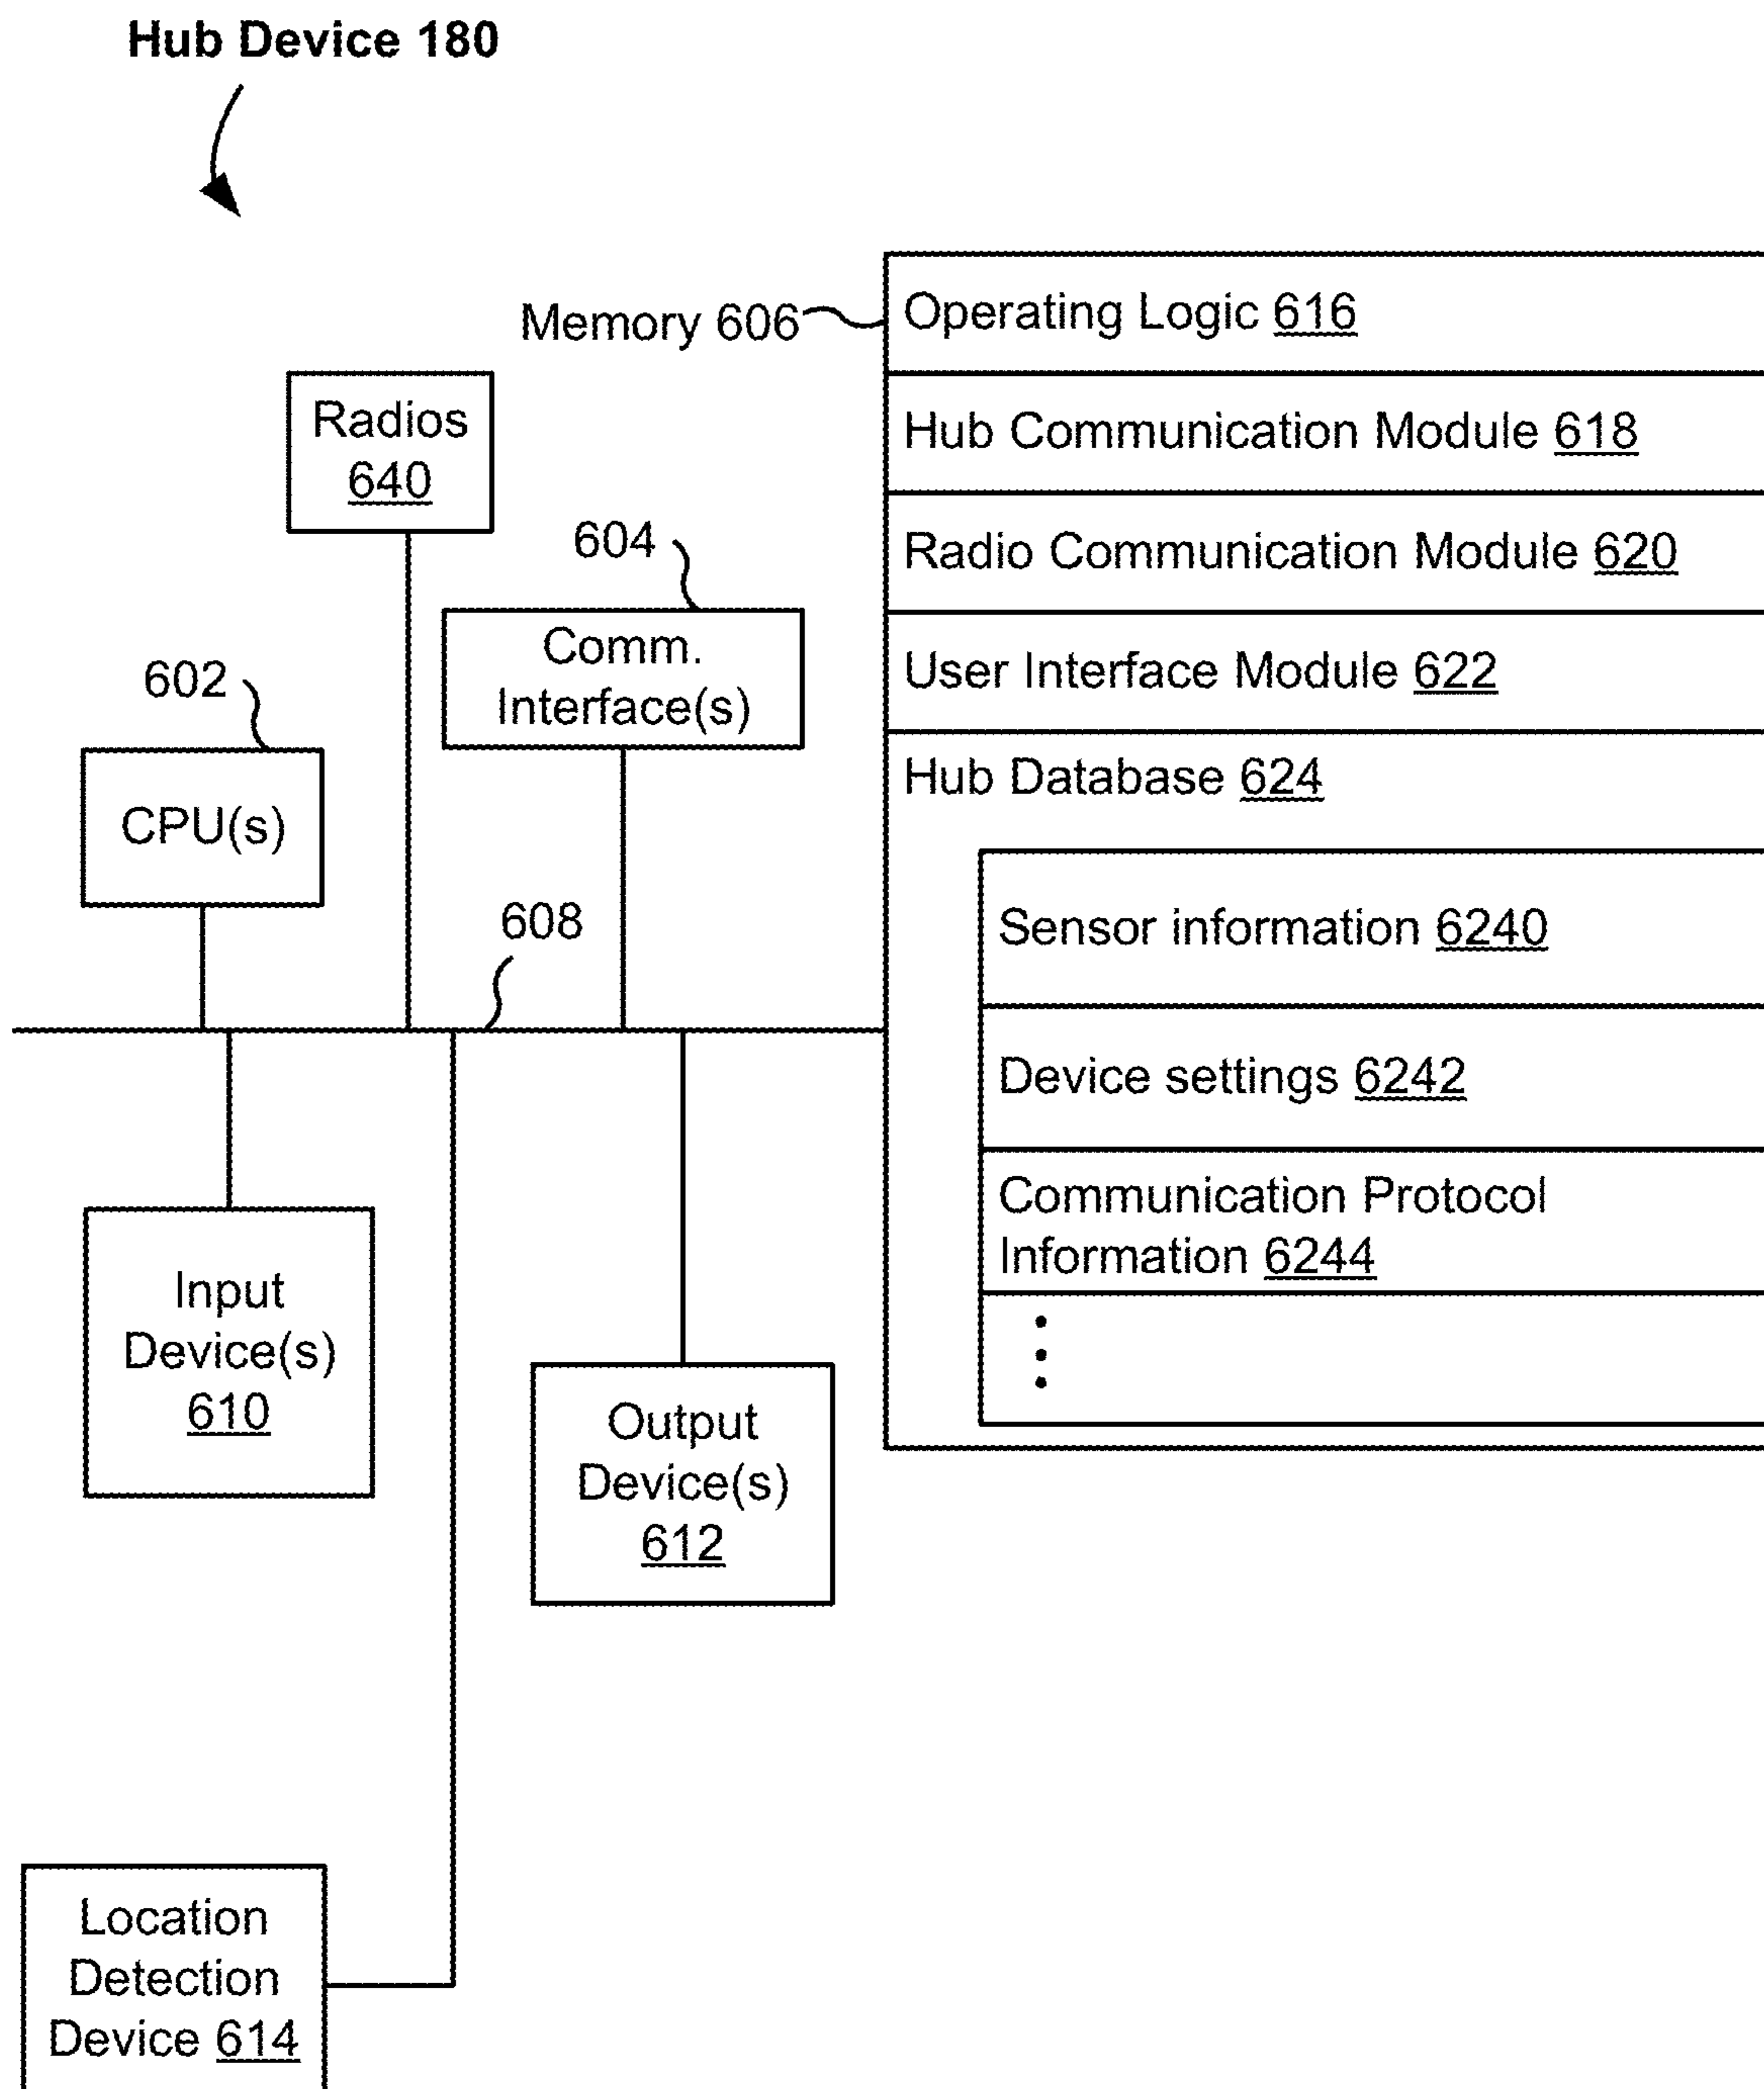 Hub Device 180
Memory 606
Operating Logic 616
Hub Communication Module 618
Radio Communication Module 620
User Interface Module 622
Hub Database 624
Sensor information 6240
Device settings 6242
Communication Protocol
Information 6244
Radios
640
604
Comm.
Interface(s)
602
CPU(s)
608
Input
Device(s)
610
Output
Device(s)
612
Location
Detection
Device 614